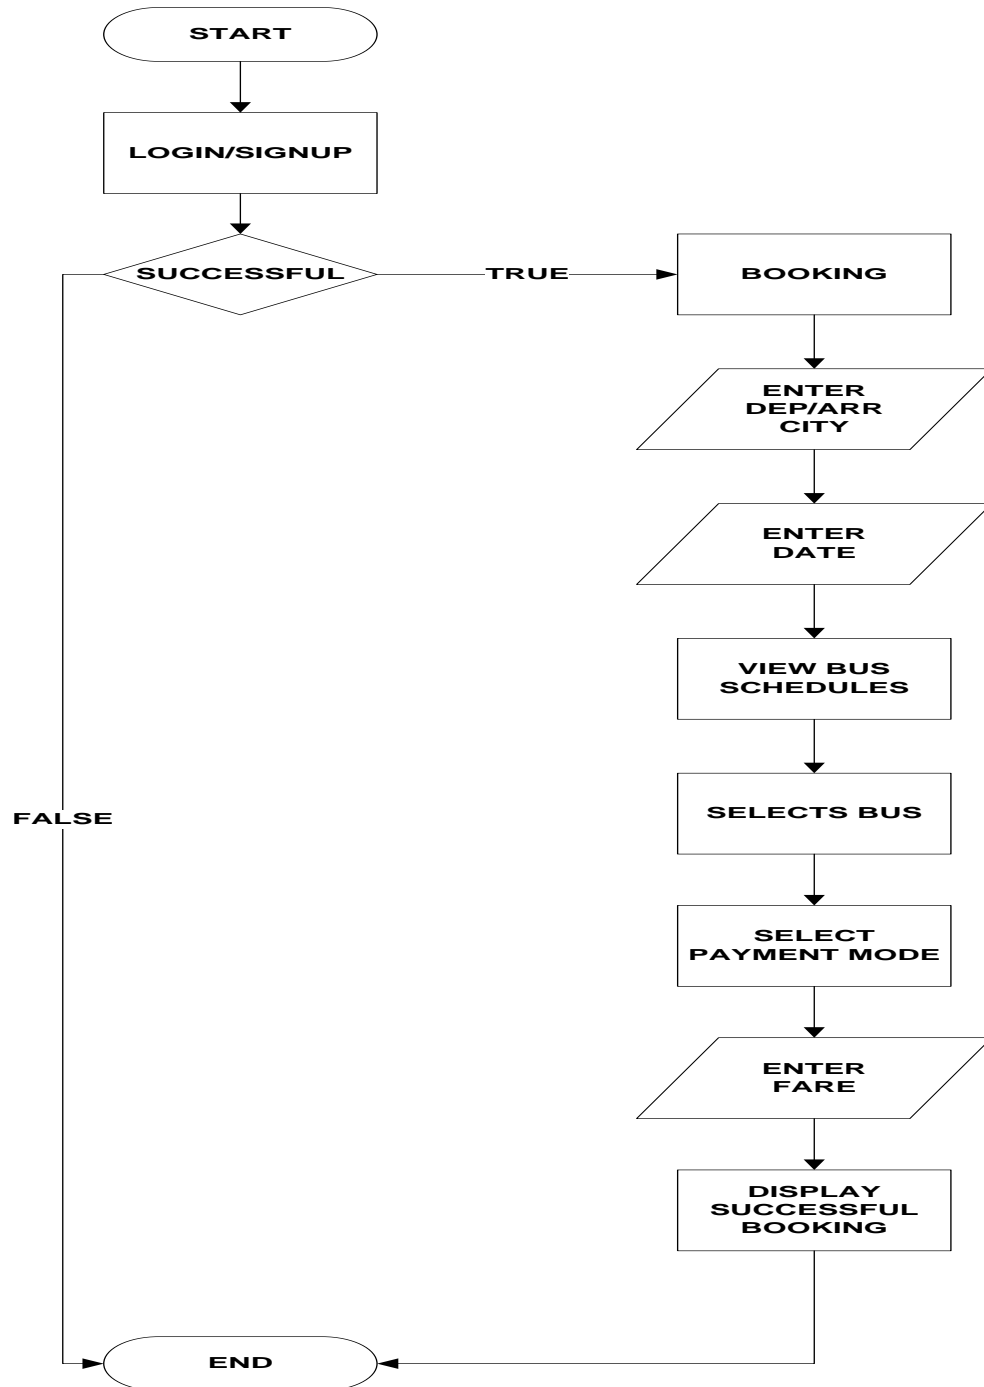 START
LOGIN/SIGNUP
SUCCESSFUL
TRUE
BOOKING
ENTER
DEP/ARR
CITY
ENTER
DATE
VIEW BUS
SCHEDULES
SELECTS BUS
FALSE
SELECT
PAYMENT MODE
ENTER
FARE
DISPLAY
SUCCESSFUL
BOOKING
END